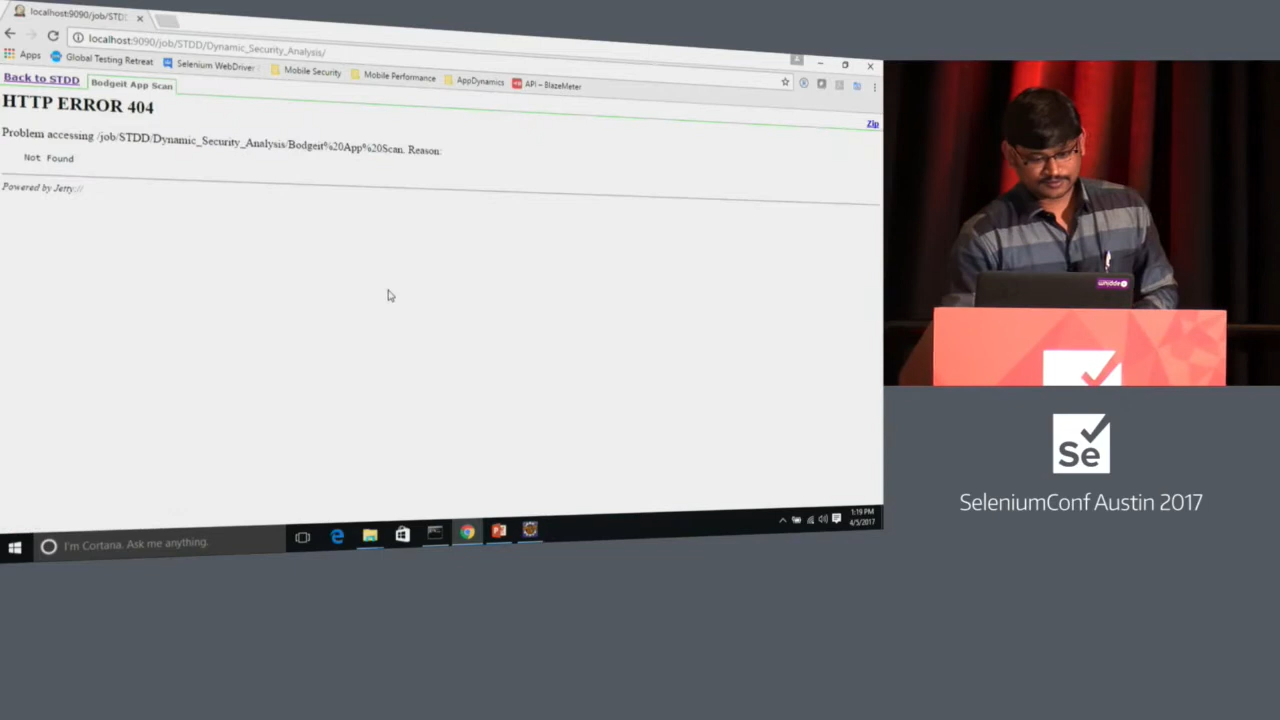 localhost:9090/job/STDD
localhost:9090/job/STDD/Dynamic_Security_Analysis/
Apps Global Testing Retreat Selenium WebDriver Mobile Security Mobile Performance AppDynamics API – BlazeMeter
Back to STDD Bodgeit App Scan
Zip
HTTP ERROR 404
Problem accessing /job/STDD/Dynamic_Security_Analysis/Bodgeit%20App%20Scan. Reason:
Not Found
Powered by Jetty://
I'm Cortana. Ask me anything.
1:19 PM
4/5/2017
Se
SeleniumConf Austin 2017